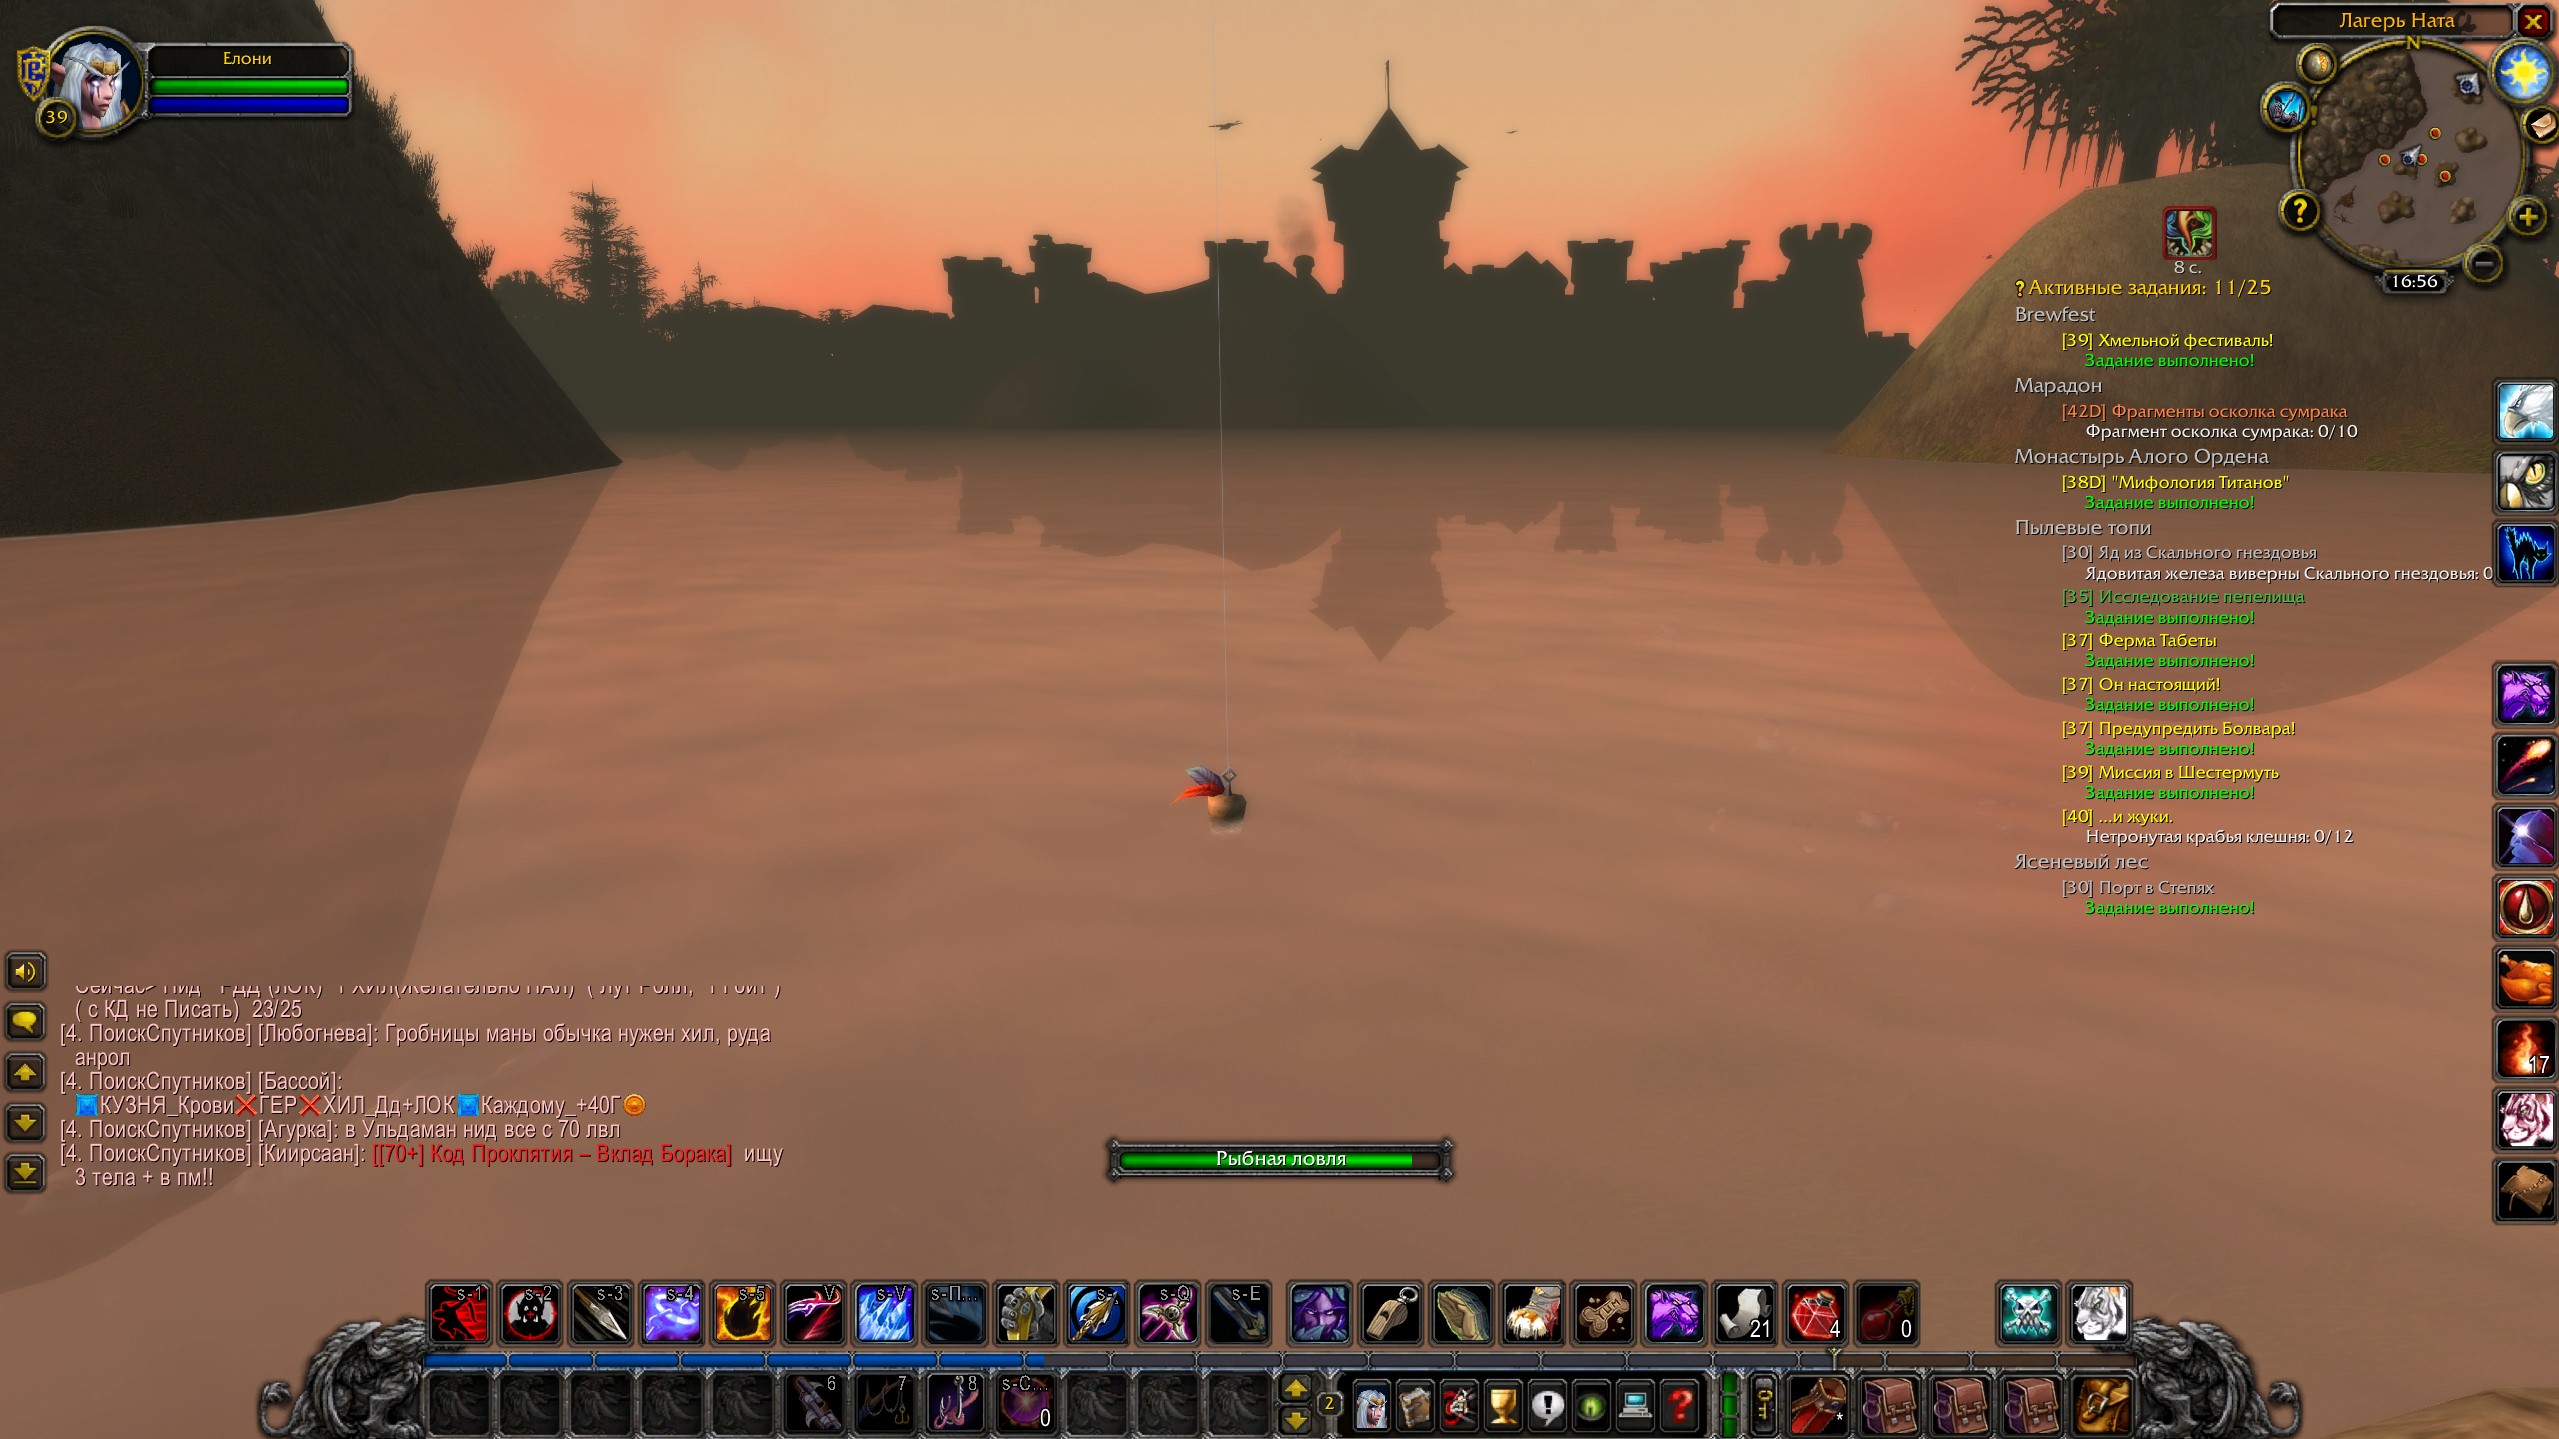 Елони
39
Лагерь Ната
N
16:56
8 с.
Активные задания: 11/25
Brewfest
[39] Хмельной фестиваль!
Задание выполнено!
Марадон
[42D] Фрагменты осколка сумрака
Фрагмент осколка сумрака: 0/10
Монастырь Алого Ордена
[38D] "Мифология Титанов"
Задание выполнено!
Пылевые топи
[30] Яд из Скального гнездовья
Ядовитая железа виверны Скального гнездовья: 0
[35] Исследование пепелища
Задание выполнено!
[37] Ферма Табеты
Задание выполнено!
[37] Он настоящий!
Задание выполнено!
[37] Предупредить Болвара!
Задание выполнено!
[39] Миссия в Шестермуть
Задание выполнено!
[40] ...и жуки.
Нетронутая крабья клешня: 0/12
Ясеневый лес
[30] Порт в Степях
Задание выполнено!
17
( с КД не Писать) 23/25
[4. ПоискСпутников] [Любогнева]: Гробницы маны обычка нужен хил, руда
анрол
[4. ПоискСпутников] [Бассой]:
КУЗНЯ_Крови ГЕР ХИЛ_Дд+ЛОК Каждому_+40Г
[4. ПоискСпутников] [Агурка]: в Ульдаман нид все с 70 лвл
[4. ПоискСпутников] [Киирсаан]: [[70+] Код Проклятия – Вклад Борака] ищу
3 тела + в пм!!
Рыбная ловля
s-1 s-2 s-3 s-4 s-5 V s-V s-П... s-Q s-E
21 4 0
6 7 8 s-С... 0 2